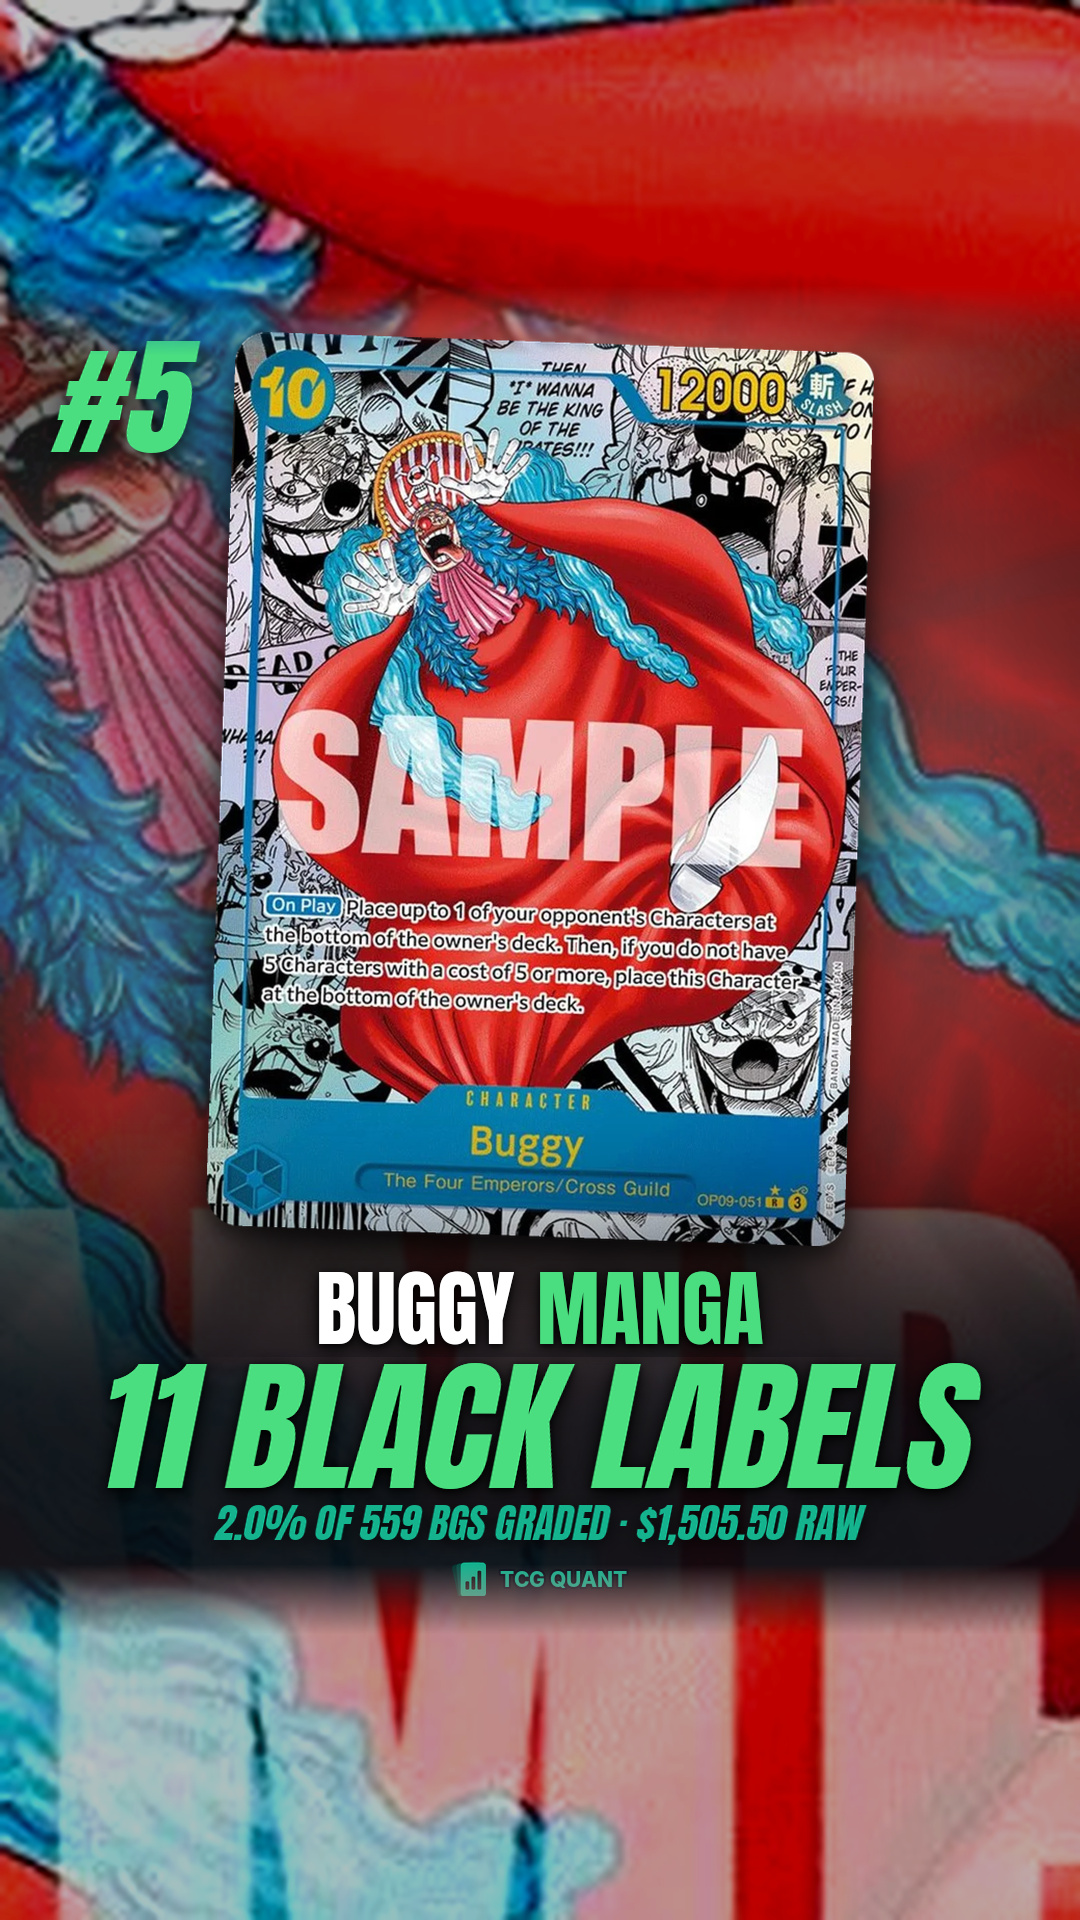 #5
10
12000
斬
SLASH
THEN
*I* WANNA
BE THE KING
OF THE
...THE
FOUR
EMPER-
ORS!!
SAMPLE
On Play Place up to 1 of your opponent's Characters at
the bottom of the owner's deck. Then, if you do not have
5 Characters with a cost of 5 or more, place this Character
at the bottom of the owner's deck.
BANDAI MADE IN JAPAN
CHARACTER
Buggy
The Four Emperors/Cross Guild
OP09-051 R 3
BUGGY MANGA
11 BLACK LABELS
2.0% OF 559 BGS GRADED · $1,505.50 RAW
TCG QUANT